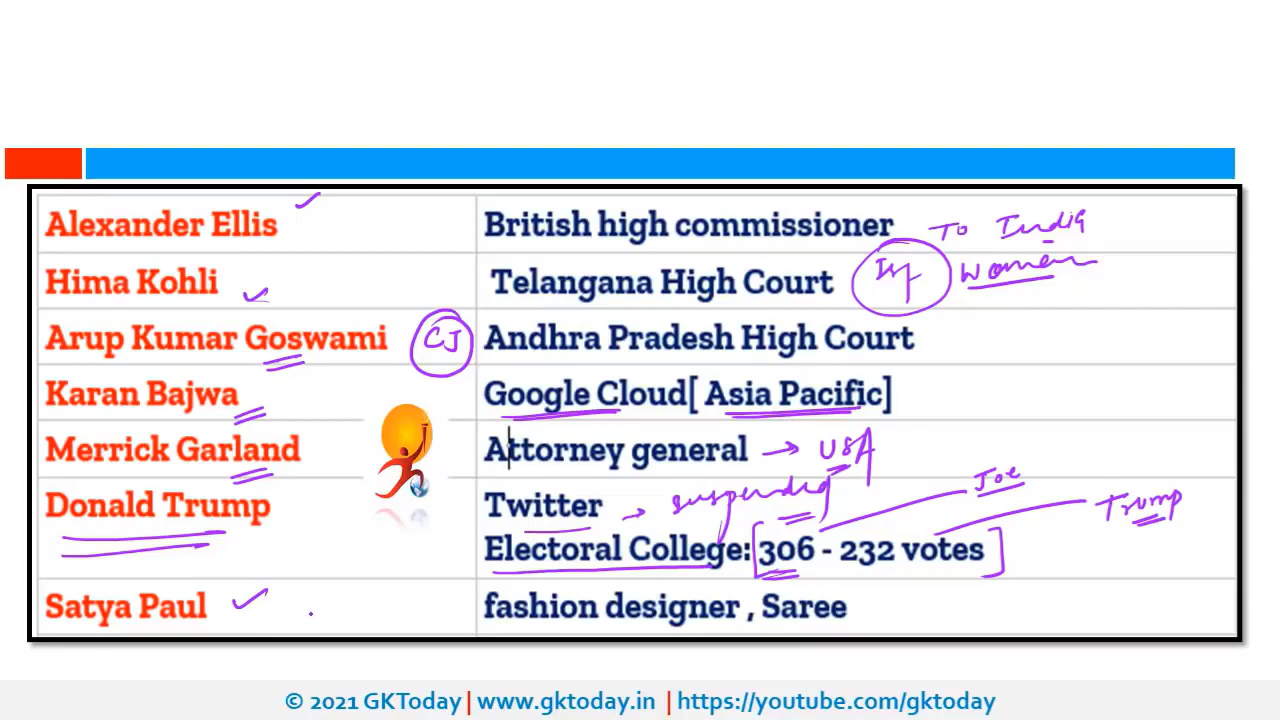 Alexander Ellis British high commissioner To India
Hima Kohli Telangana High Court Ist women
Arup Kumar Goswami CJ Andhra Pradesh High Court
Karan Bajwa Google Cloud[ Asia Pacific]
Merrick Garland Attorney general → USA
Donald Trump Twitter → suspended Joe Trump
Electoral College: [306 - 232 votes]
Satya Paul fashion designer , Saree
© 2021 GKToday | www.gktoday.in | https://youtube.com/gktoday